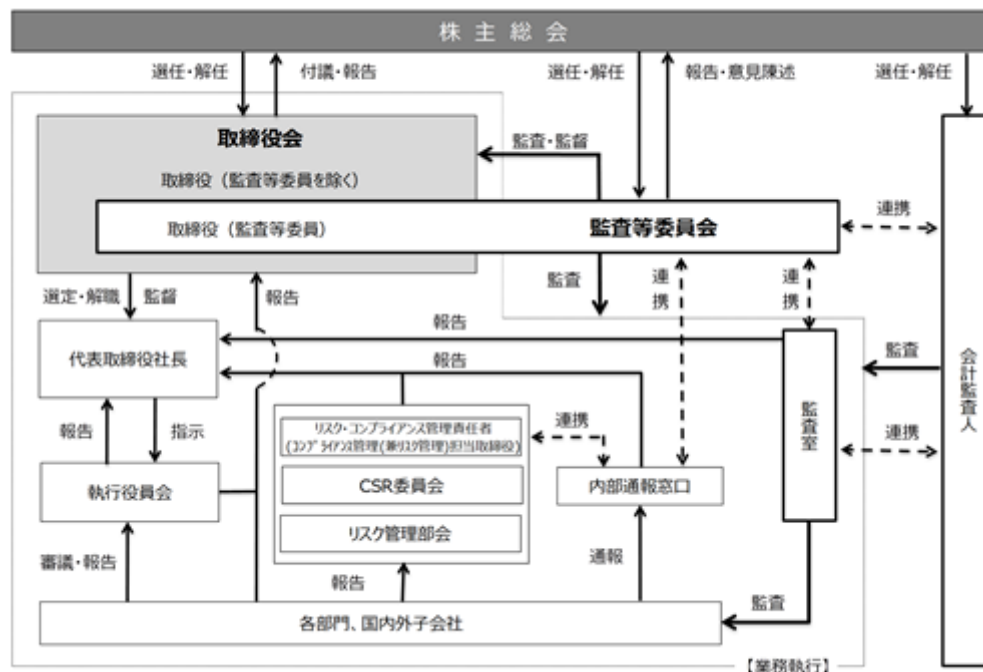 株主総会
選任・解任
付議・報告
選任・解任
報告・意見陳述
選任・解任
取締役会
監査・監督
取締役（監査等委員を除く）
取締役（監査等委員）
監査等委員会
連携
選定・解職
監督
報告
監査
連携
連携
報告
代表取締役社長
報告
監査
報告
指示
リスク・コンプライアンス管理責任者
(ｺﾝﾌﾟﾗｲｱﾝｽ管理(兼ﾘｽｸ管理)担当取締役)
連携
監査室
連携
会計監査人
執行役員会
CSR委員会
内部通報窓口
リスク管理部会
審議・報告
報告
通報
監査
各部門、国内外子会社
【業務執行】